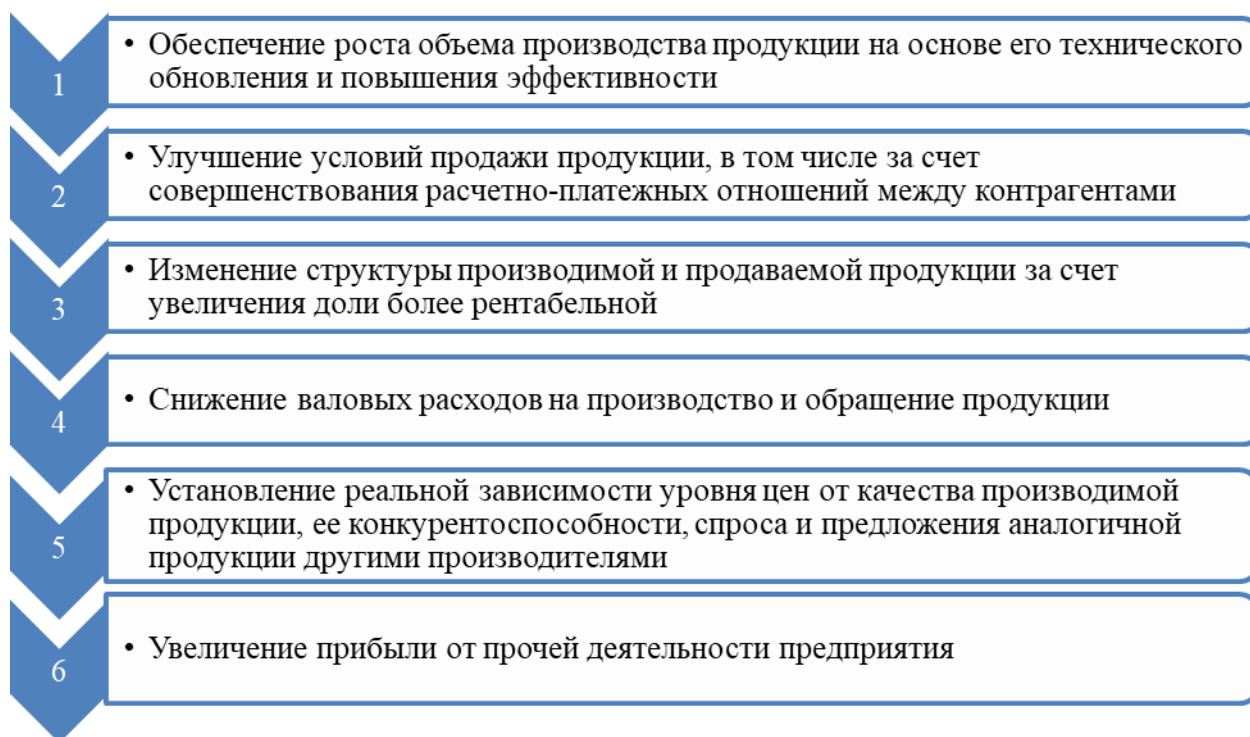 1
• Обеспечение роста объема производства продукции на основе его технического
обновления и повышения эффективности
2
• Улучшение условий продажи продукции, в том числе за счет
совершенствования расчетно-платежных отношений между контрагентами
3
• Изменение структуры производимой и продаваемой продукции за счет
увеличения доли более рентабельной
4
• Снижение валовых расходов на производство и обращение продукции
5
• Установление реальной зависимости уровня цен от качества производимой
продукции, ее конкурентоспособности, спроса и предложения аналогичной
продукции другими производителями
6
• Увеличение прибыли от прочей деятельности предприятия